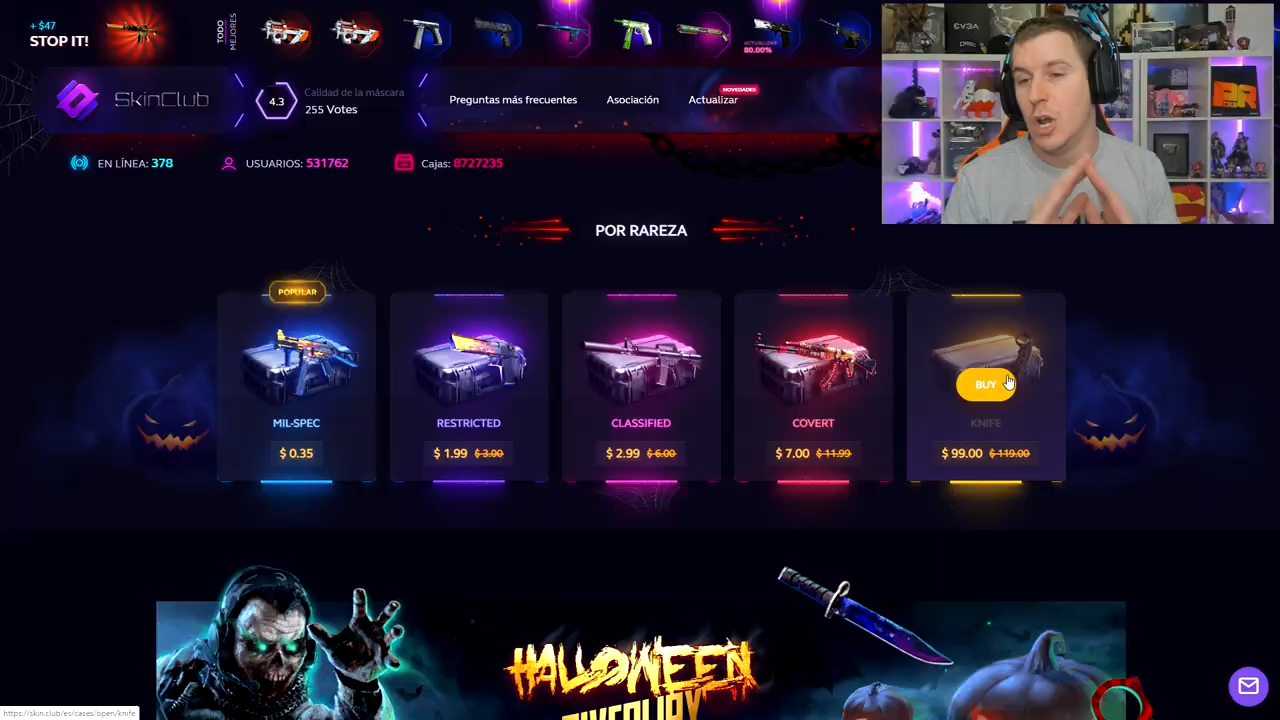 + $47
STOP IT!
TODO
MEJORES
ACTUALIZAR
80.00%
EVGA
PR
SkinClub
4.3
Calidad de la máscara
255 Votes
Preguntas más frecuentes
Asociación
Actualizar
NOVEDADES
EN LÍNEA: 378
USUARIOS: 531762
Cajas: 8727235
POR RAREZA
POPULAR
BUY
MIL-SPEC
RESTRICTED
CLASSIFIED
COVERT
KNIFE
$ 0.35
$ 1.99 $ 3.00
$ 2.99 $ 6.00
$ 7.00 $ 11.99
$ 99.00 $ 119.00
HALLOWEEN
GIVEAWAY
https://skin.club/es/cases/open/knife